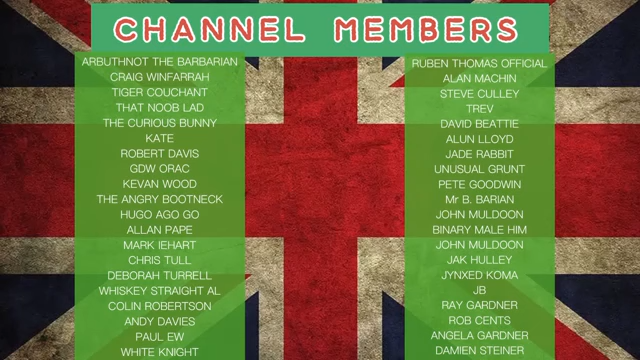 CHANNEL MEMBERS
ARBUTHNOT THE BARBARIAN
CRAIG WINFARRAH
TIGER COUCHANT
THAT NOOB LAD
THE CURIOUS BUNNY
KATE
ROBERT DAVIS
GDW ORAC
KEVAN WOOD
THE ANGRY BOOTNECK
HUGO AGO GO
ALLAN PAPE
MARK IEHART
CHRIS TULL
DEBORAH TURRELL
WHISKEY STRAIGHT AL
COLIN ROBERTSON
ANDY DAVIES
PAUL EW
WHITE KNIGHT
RUBEN THOMAS OFFICIAL
ALAN MACHIN
STEVE CULLEY
TREV
DAVID BEATTIE
ALUN LLOYD
JADE RABBIT
UNUSUAL GRUNT
PETE GOODWIN
Mr B. BARIAN
JOHN MULDOON
BINARY MALE HIM
JOHN MULDOON
JAK HULLEY
JYNXED KOMA
JB
RAY GARDNER
ROB CENTS
ANGELA GARDNER
DAMIEN STEINER